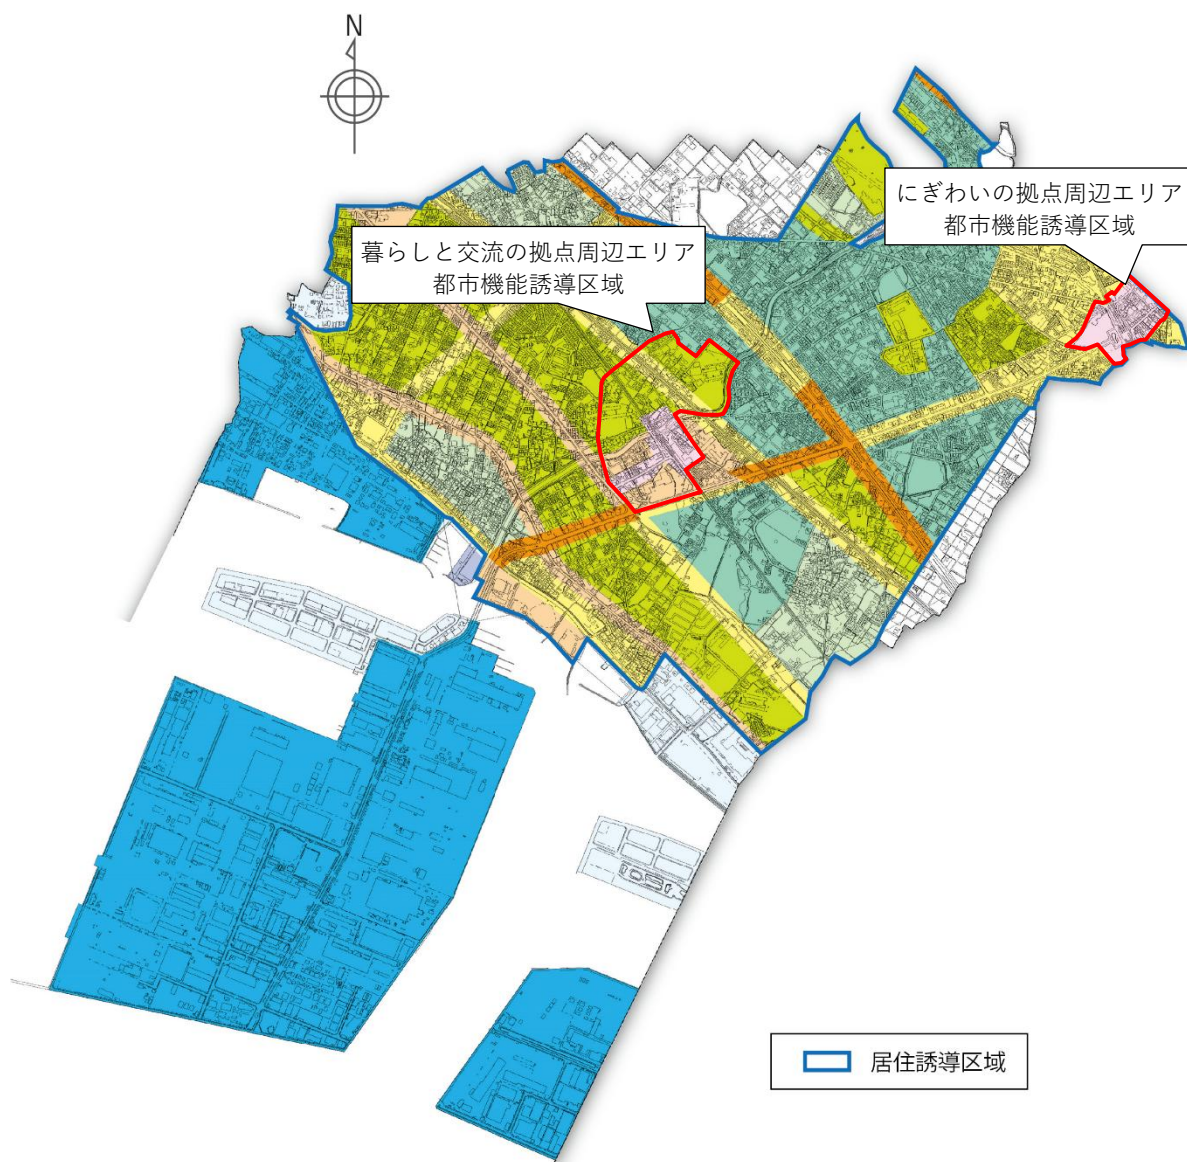 N
にぎわいの拠点周辺エリア
都市機能誘導区域
暮らしと交流の拠点周辺エリア
都市機能誘導区域
居住誘導区域